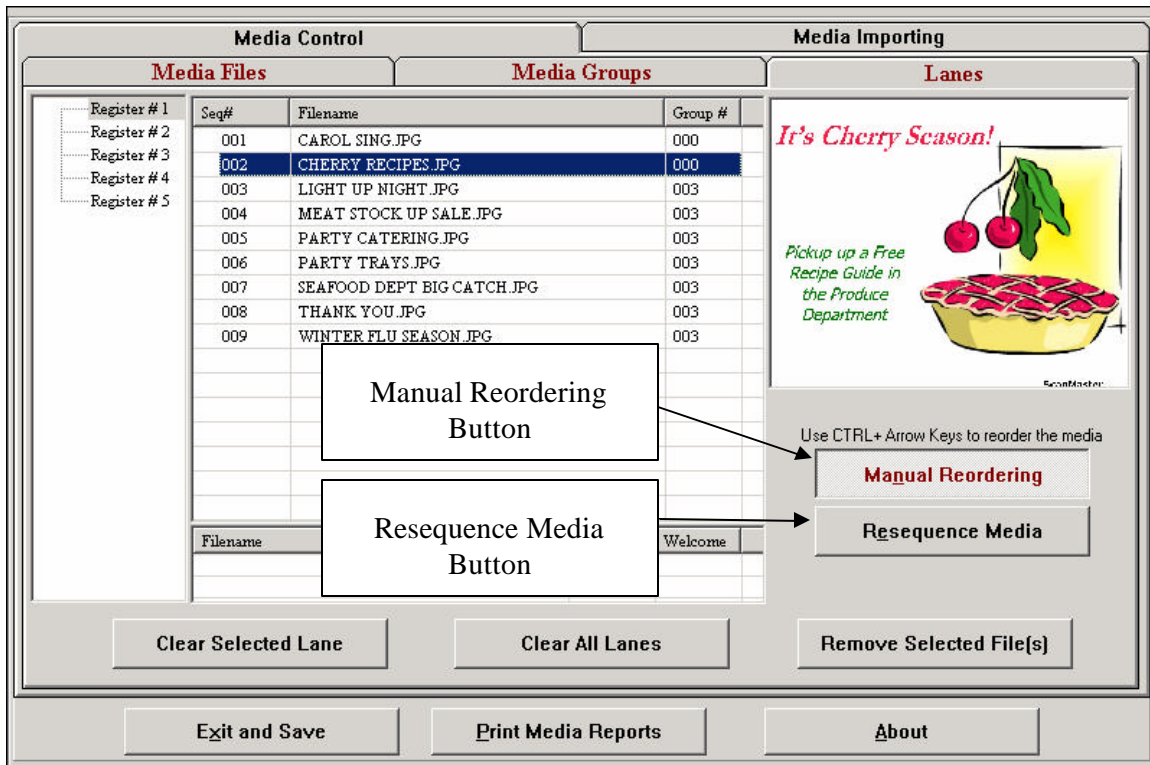 Media Control
Media Importing
Media Files
Media Groups
Lanes
Register # 1
Register # 2
Register # 3
Register # 4
Register # 5
Seq# Filename Group #
001 CAROL SING.JPG 000
002 CHERRY RECIPES.JPG 000
003 LIGHT UP NIGHT.JPG 003
004 MEAT STOCK UP SALE.JPG 003
005 PARTY CATERING.JPG 003
006 PARTY TRAYS.JPG 003
007 SEAFOOD DEPT BIG CATCH.JPG 003
008 THANK YOU.JPG 003
009 WINTER FLU SEASON.JPG 003
It's Cherry Season!
Pickup up a Free
Recipe Guide in
the Produce
Department
ScanMaster
Manual Reordering
Button
Use CTRL+ Arrow Keys to reorder the media
Manual Reordering
Resequence Media
Button
Resequence Media
Filename Welcome
Clear Selected Lane
Clear All Lanes
Remove Selected File(s)
Exit and Save
Print Media Reports
About